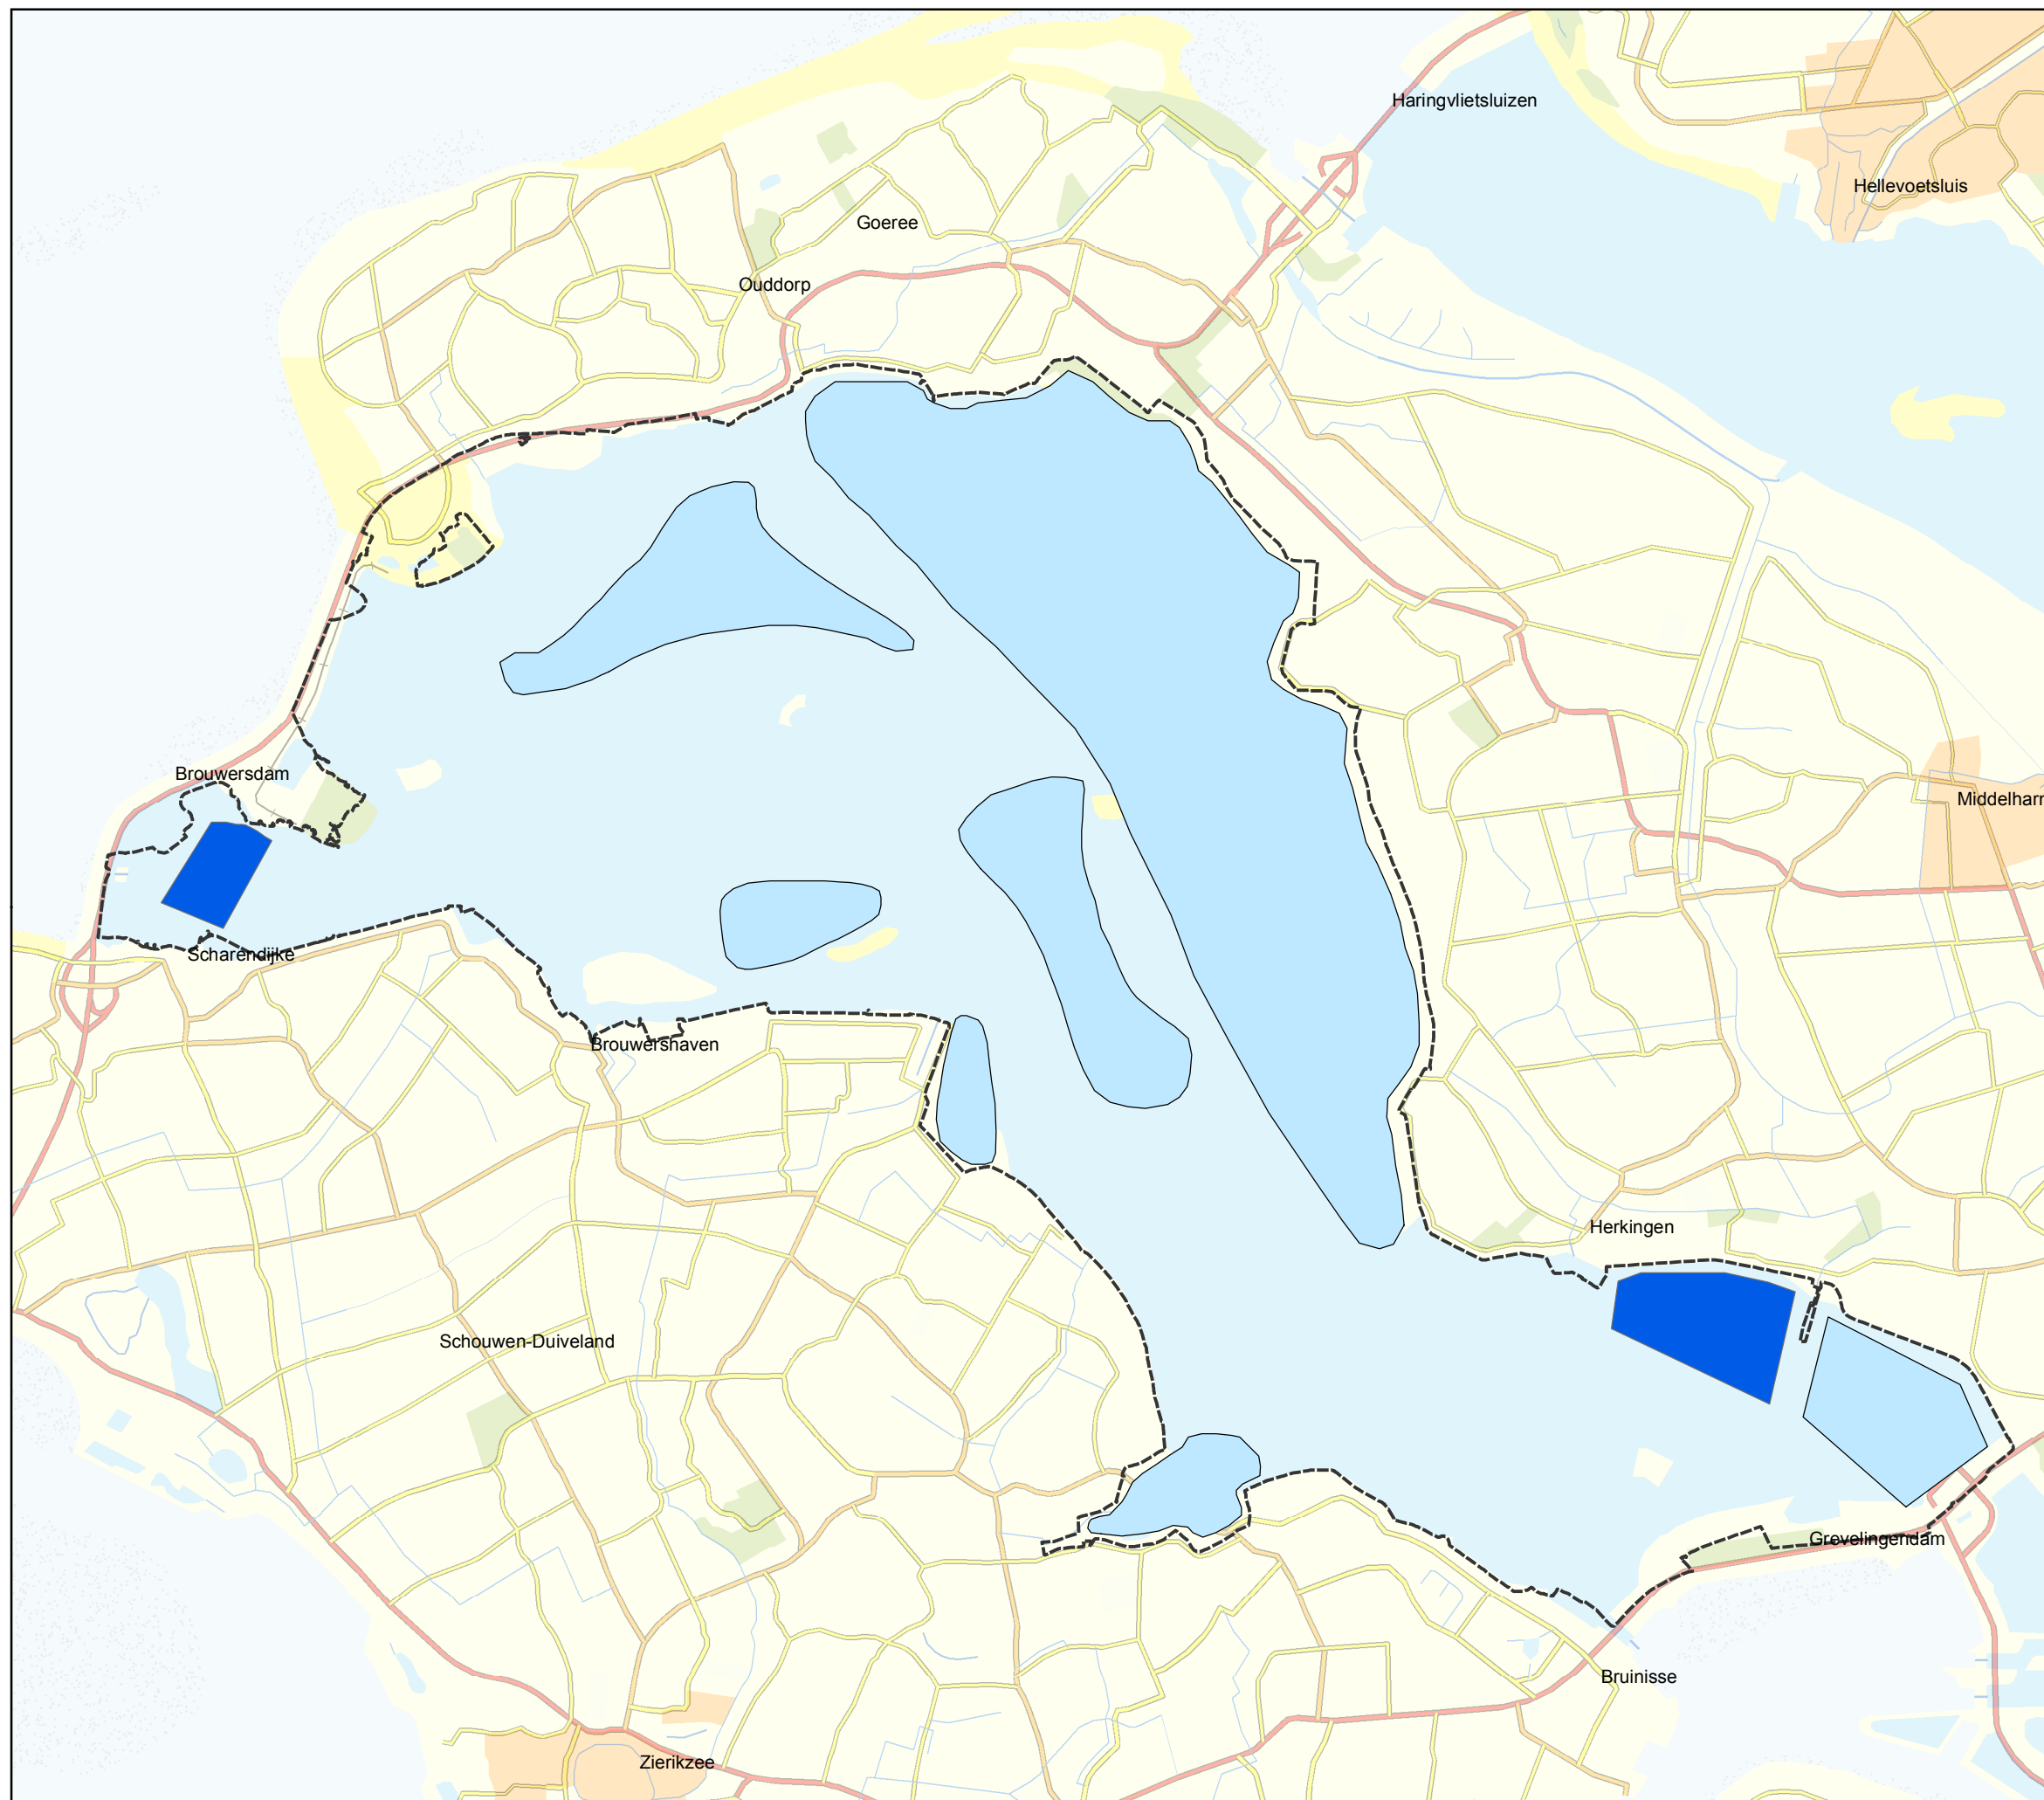 Haringvlietsluizen
Hellevoetsluis
Goeree
Ouddorp
Brouwersdam
Middelharn
Scharendijke
Brouwershaven
Herkingen
Schouwen-Duiveland
Grevelingendam
Bruinisse
Zierikzee